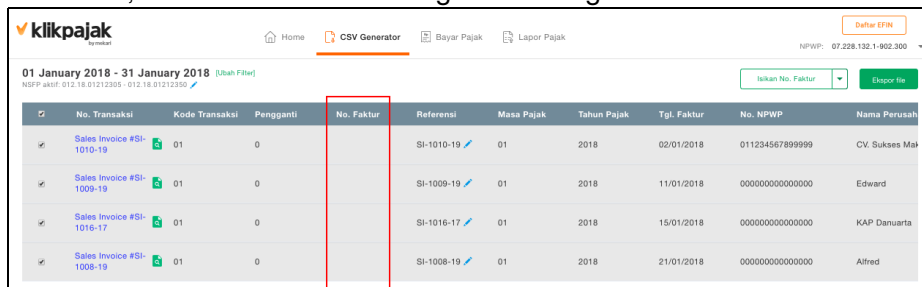 klikpajak
by mekari
Home
CSV Generator
Bayar Pajak
Lapor Pajak
Daftar EFIN
NPWP: 07.228.132.1-902.300
01 January 2018 - 31 January 2018 [Ubah Filter]
NSFP aktif: 012.18.01212305 - 012.18.01212350
Isikan No. Faktur
Ekspor file
No. Transaksi Kode Transaksi Pengganti No. Faktur Referensi Masa Pajak Tahun Pajak Tgl. Faktur No. NPWP Nama Perusah
Sales Invoice #SI-
1010-19 01 0 SI-1010-19 01 2018 02/01/2018 011234567899999 CV. Sukses Mak
Sales Invoice #SI-
1009-19 01 0 SI-1009-19 01 2018 11/01/2018 000000000000000 Edward
Sales Invoice #SI-
1016-17 01 0 SI-1016-17 01 2018 15/01/2018 000000000000000 KAP Danuarta
Sales Invoice #SI-
1008-19 01 0 SI-1008-19 01 2018 21/01/2018 000000000000000 Alfred